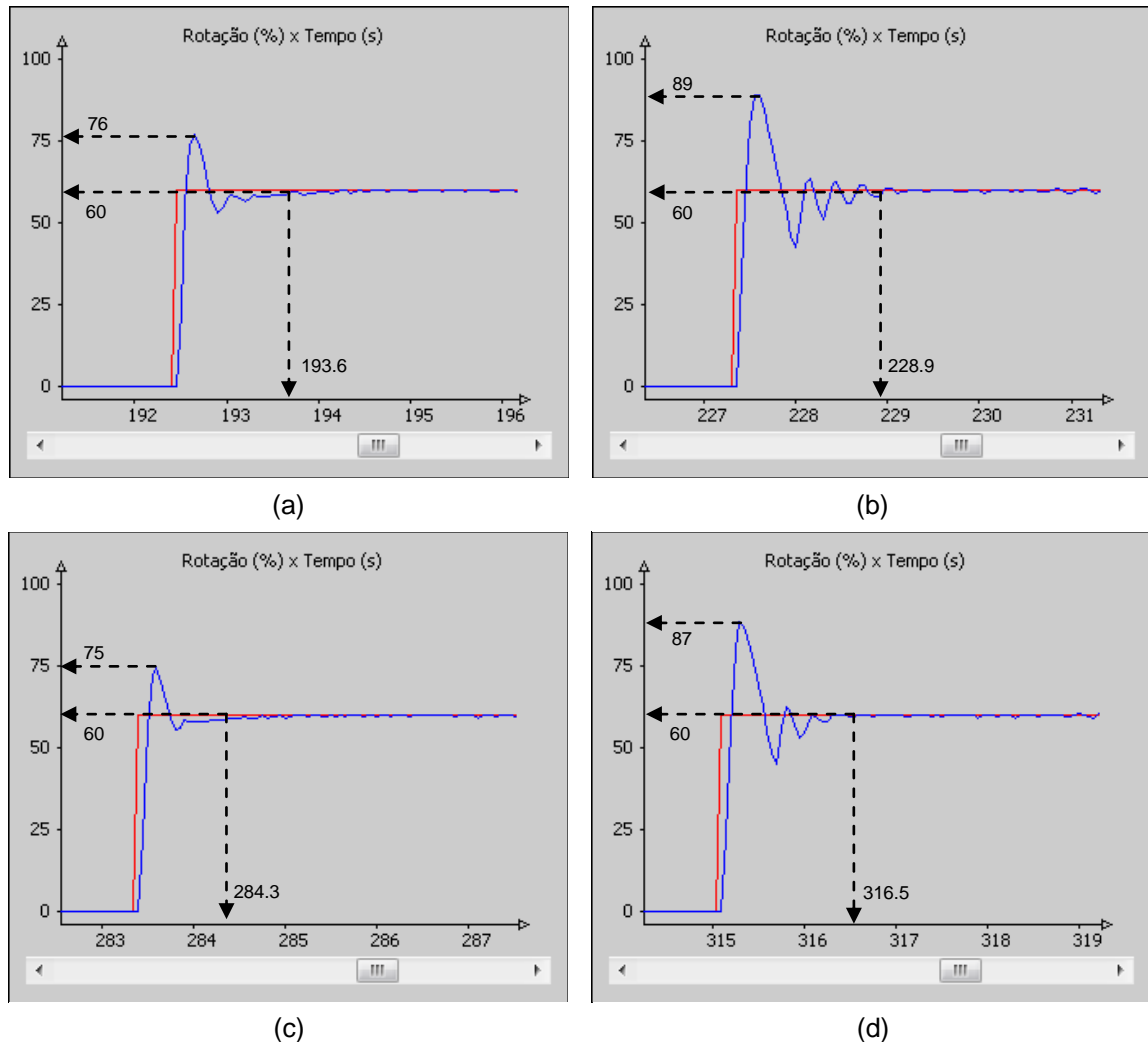 Rotação (%) x Tempo (s)
100
75
50
25
0
76
60
193.6
192 193 194 195 196
(a)
Rotação (%) x Tempo (s)
100
75
50
25
0
89
60
228.9
227 228 229 230 231
(b)
Rotação (%) x Tempo (s)
100
75
50
25
0
75
60
284.3
283 284 285 286 287
(c)
Rotação (%) x Tempo (s)
100
75
50
25
0
87
60
316.5
315 316 317 318 319
(d)